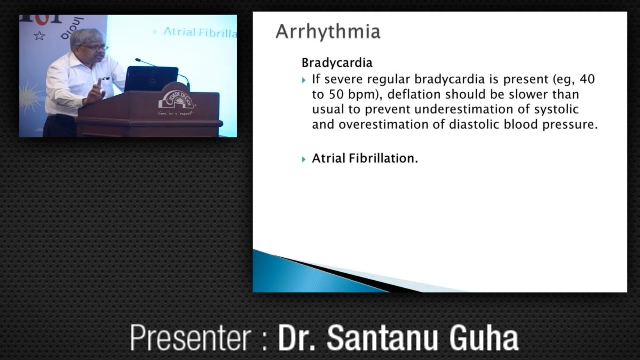 Atrial Fibrilla
Arrhythmia
Bradycardia
If severe regular bradycardia is present (eg, 40
to 50 bpm), deflation should be slower than
usual to prevent underestimation of systolic
and overestimation of diastolic blood pressure.
Atrial Fibrillation.
Presenter : Dr. Santanu Guha